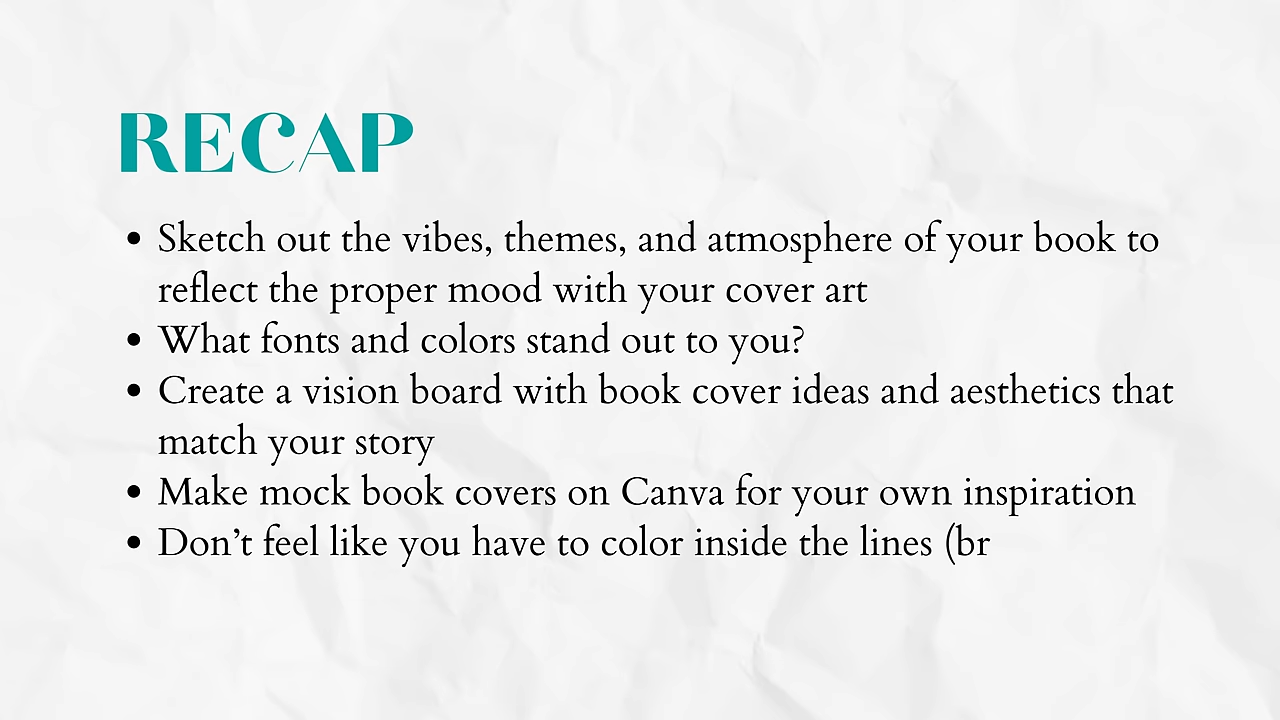 RECAP
• Sketch out the vibes, themes, and atmosphere of your book to
reflect the proper mood with your cover art
• What fonts and colors stand out to you?
• Create a vision board with book cover ideas and aesthetics that
match your story
• Make mock book covers on Canva for your own inspiration
• Don’t feel like you have to color inside the lines (br